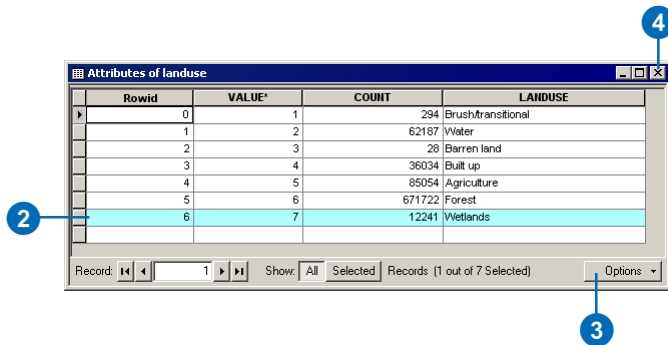 4
Attributes of landuse
Rowid VALUE* COUNT LANDUSE
0 1 294 Brush/transitional
1 2 62187 Water
2 3 28 Barren land
3 4 36034 Built up
4 5 85054 Agriculture
5 6 671722 Forest
2 6 7 12241 Wetlands
Record: 1 Show: All Selected Records (1 out of 7 Selected) Options
3